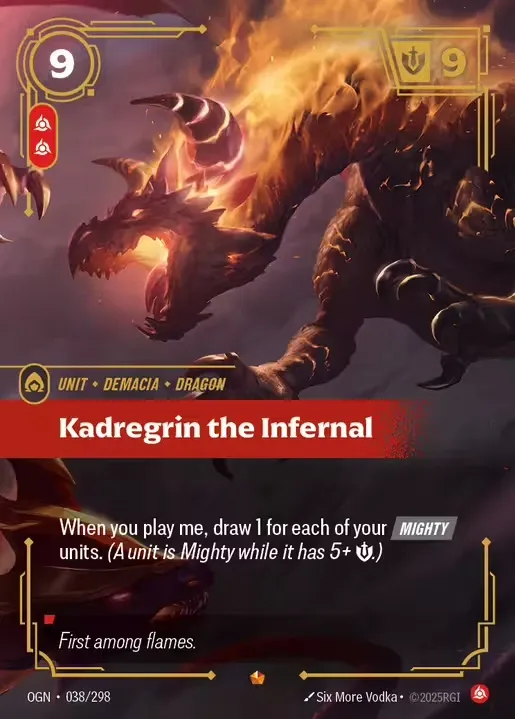 9
9
UNIT • DEMACIA • DRAGON
Kadregrin the Infernal
When you play me, draw 1 for each of your MIGHTY
units. (A unit is Mighty while it has 5+ .)
First among flames.
OGN • 038/298
Six More Vodka • ©2025RGI